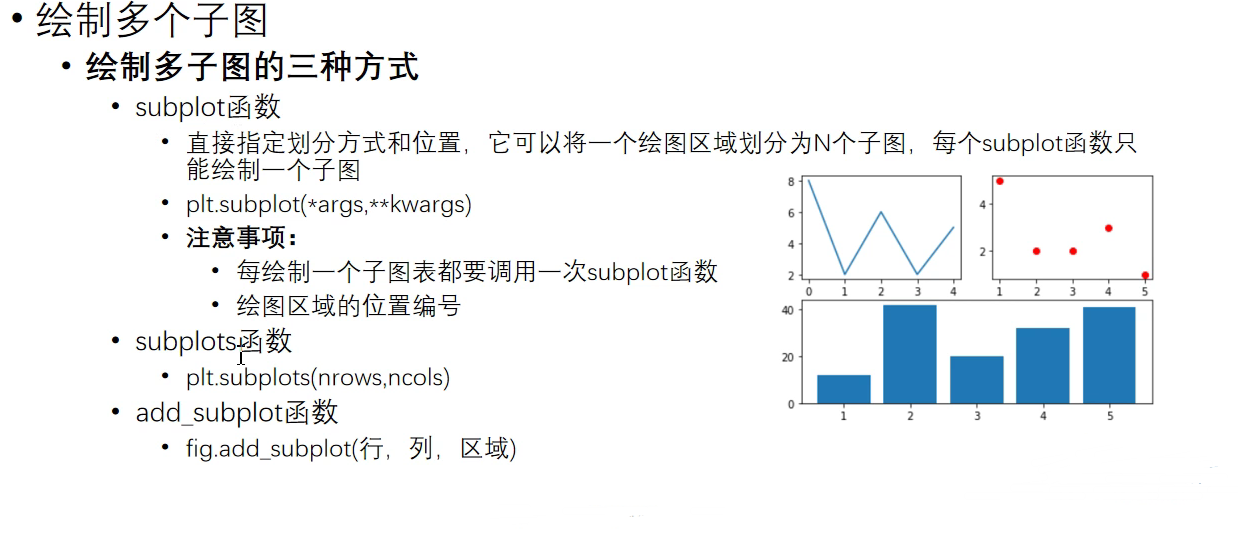 • 绘制多个子图
• 绘制多子图的三种方式
• subplot函数
• 直接指定划分方式和位置，它可以将一个绘图区域划分为N个子图，每个subplot函数只
能绘制一个子图
• plt.subplot(*args,**kwargs)
• 注意事项：
• 每绘制一个子图表都要调用一次subplot函数
• 绘图区域的位置编号
• subplots函数
• plt.subplots(nrows,ncols)
• add_subplot函数
• fig.add_subplot(行，列，区域)
8
6
4
2
0 1 2 3 4
4
2
1 2 3 4 5
40
20
0
1 2 3 4 5